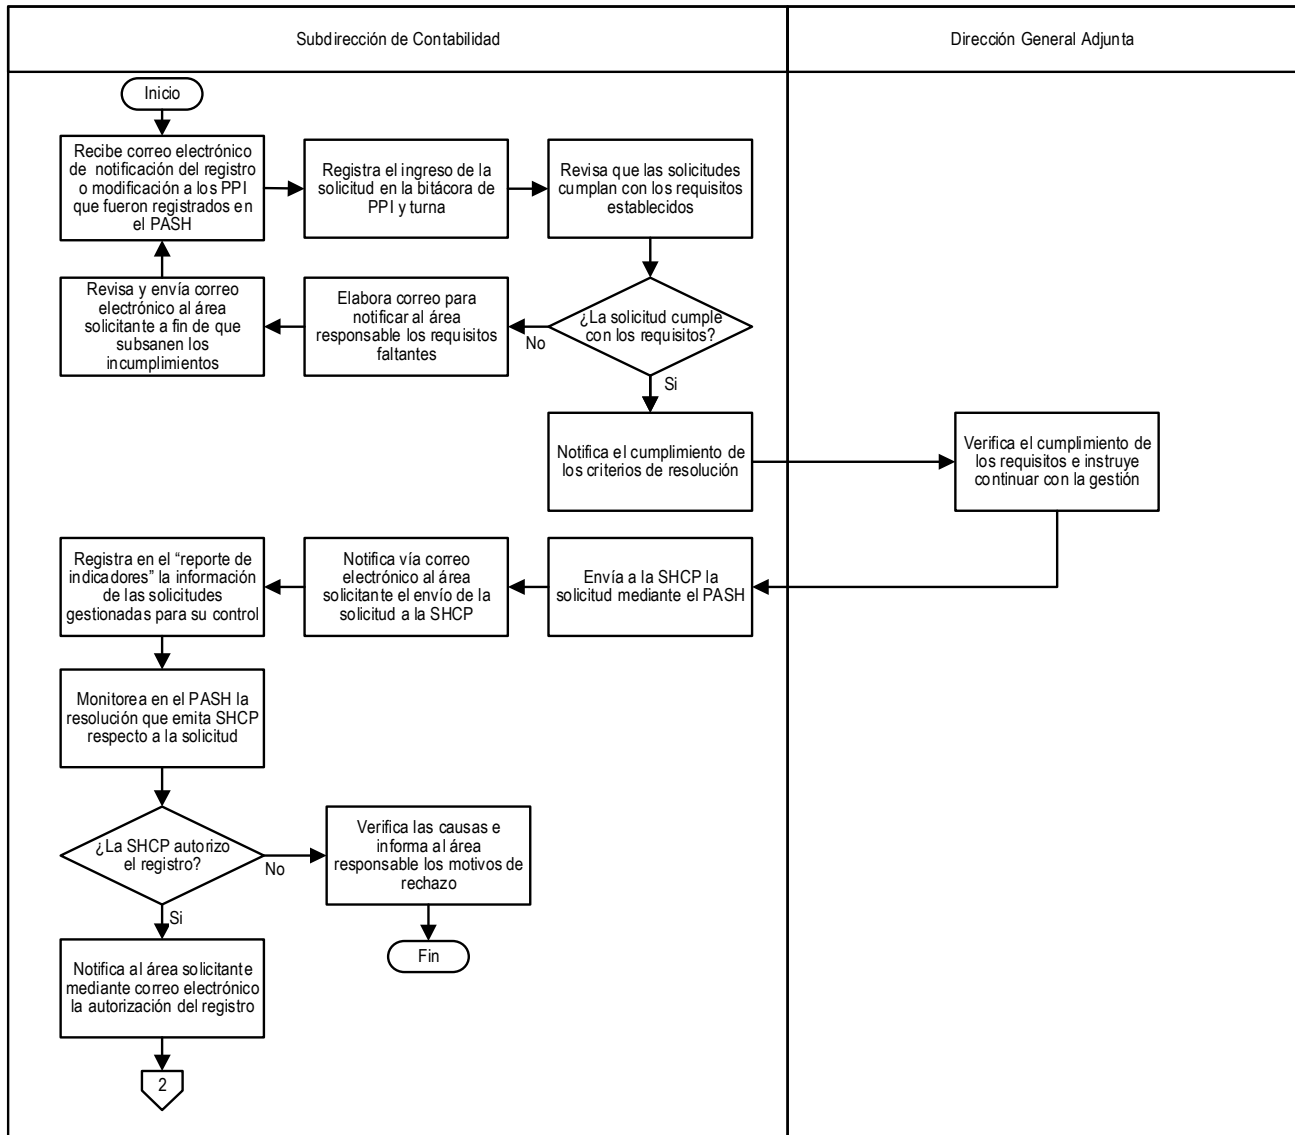 Subdirección de Contabilidad
Dirección General Adjunta
Inicio
Recibe correo electrónico
de notificación del registro
o modificación a los PPI
que fueron registrados en
el PASH
Registra el ingreso de la
solicitud en la bitácora de
PPI y turna
Revisa que las solicitudes
cumplan con los requisitos
establecidos
Revisa y envía correo
electrónico al área
solicitante a fin de que
subsanen los
incumplimientos
Elabora correo para
notificar al área
responsable los requisitos
faltantes
¿La solicitud cumple
con los requisitos?
No
Si
Notifica el cumplimiento de
los criterios de resolución
Verifica el cumplimiento de
los requisitos e instruye
continuar con la gestión
Registra en el “reporte de
indicadores” la información
de las solicitudes
gestionadas para su control
Notifica vía correo
electrónico al área
solicitante el envío de la
solicitud a la SHCP
Envía a la SHCP la
solicitud mediante el PASH
Monitorea en el PASH la
resolución que emita SHCP
respecto a la solicitud
¿La SHCP autorizo
el registro?
No
Verifica las causas e
informa al área
responsable los motivos de
rechazo
Si
Fin
Notifica al área solicitante
mediante correo electrónico
la autorización del registro
2